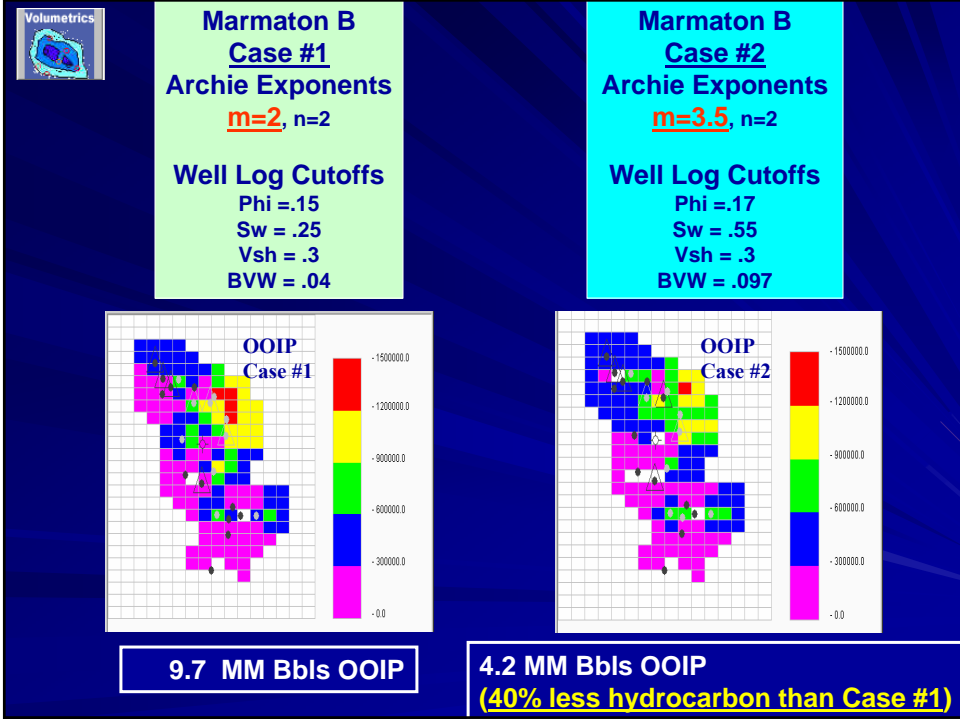 Volumetrics
Marmaton B
Case #1
Archie Exponents
m=2, n=2
Well Log Cutoffs
Phi =.15
Sw = .25
Vsh = .3
BVW = .04
Marmaton B
Case #2
Archie Exponents
m=3.5, n=2
Well Log Cutoffs
Phi =.17
Sw = .55
Vsh = .3
BVW = .097
OOIP
Case #1
- 1500000.0
- 1200000.0
- 900000.0
- 600000.0
- 300000.0
- 0.0
OOIP
Case #2
- 1500000.0
- 1200000.0
- 900000.0
- 600000.0
- 300000.0
- 0.0
9.7 MM Bbls OOIP
4.2 MM Bbls OOIP
(40% less hydrocarbon than Case #1)